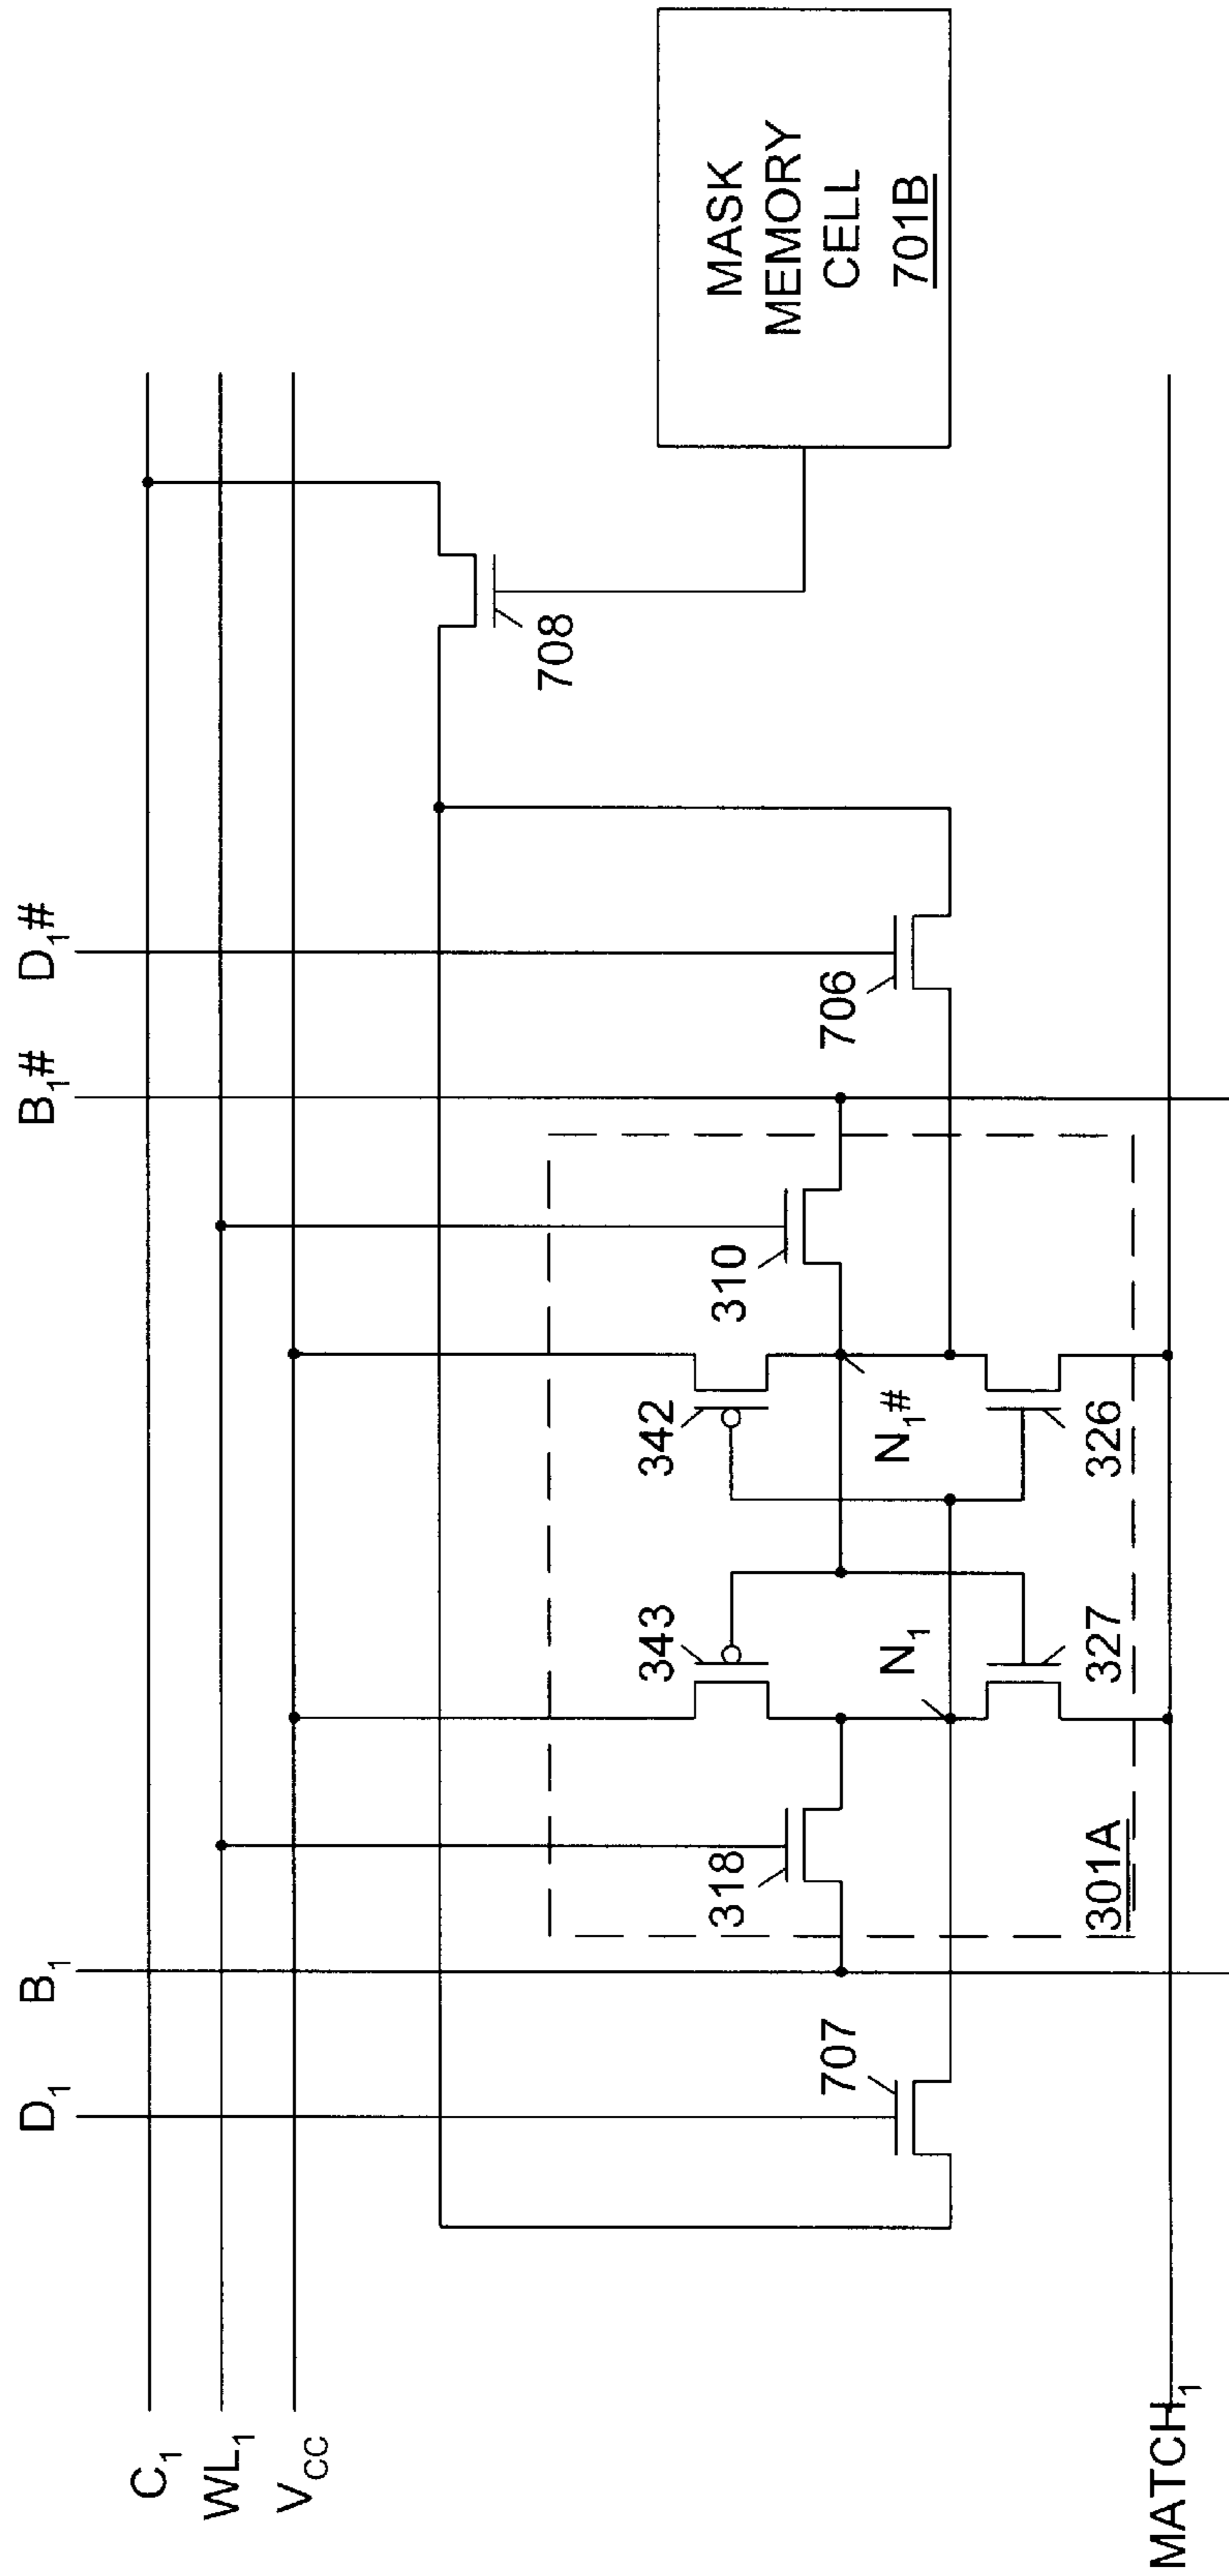 D₁ B₁ B₁# D₁#
C₁
WL₁
V_CC
708
MASK
MEMORY
CELL
701B
343
342
310
706
318
707
N₁
N₁#
327
326
301A
MATCH₁